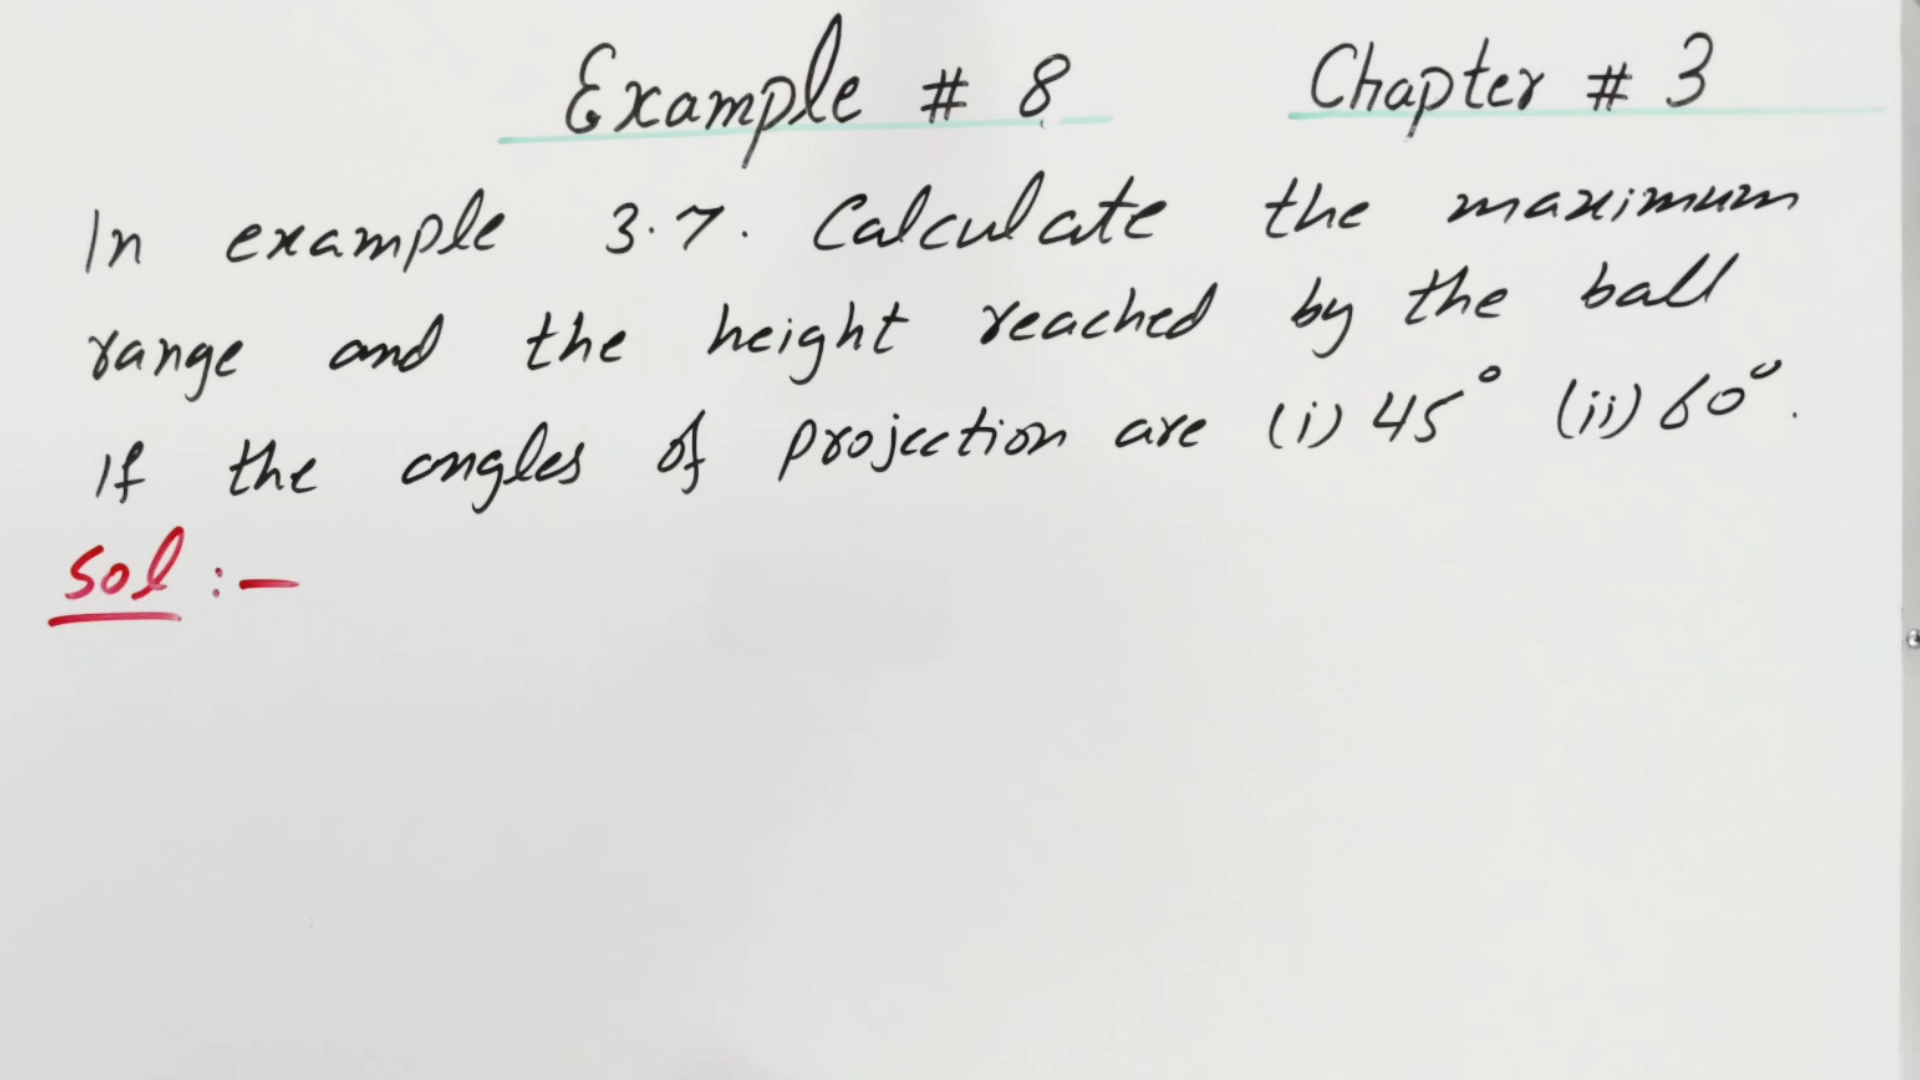 Example # 8 Chapter # 3
In example 3.7. Calculate the maximum
range and the height reached by the ball
if the angles of projection are (i) 45° (ii) 60°.
Sol :-